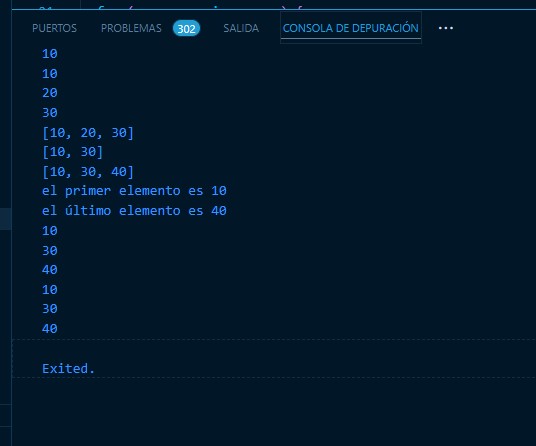 PUERTOS PROBLEMAS 302 SALIDA CONSOLA DE DEPURACIÓN ...
10
10
20
30
[10, 20, 30]
[10, 30]
[10, 30, 40]
el primer elemento es 10
el último elemento es 40
10
30
40
10
30
40
Exited.